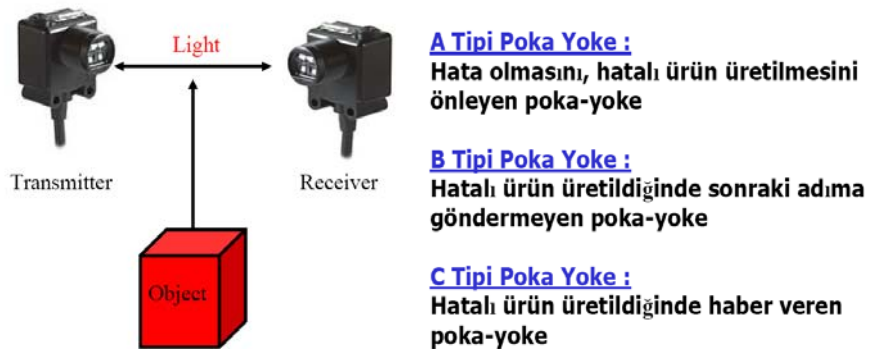 Light
Transmitter
Receiver
Object
A Tipi Poka Yoke :
Hata olmasını, hatalı ürün üretilmesini
önleyen poka-yoke
B Tipi Poka Yoke :
Hatalı ürün üretildiğinde sonraki adıma
göndermeyen poka-yoke
C Tipi Poka Yoke :
Hatalı ürün üretildiğinde haber veren
poka-yoke